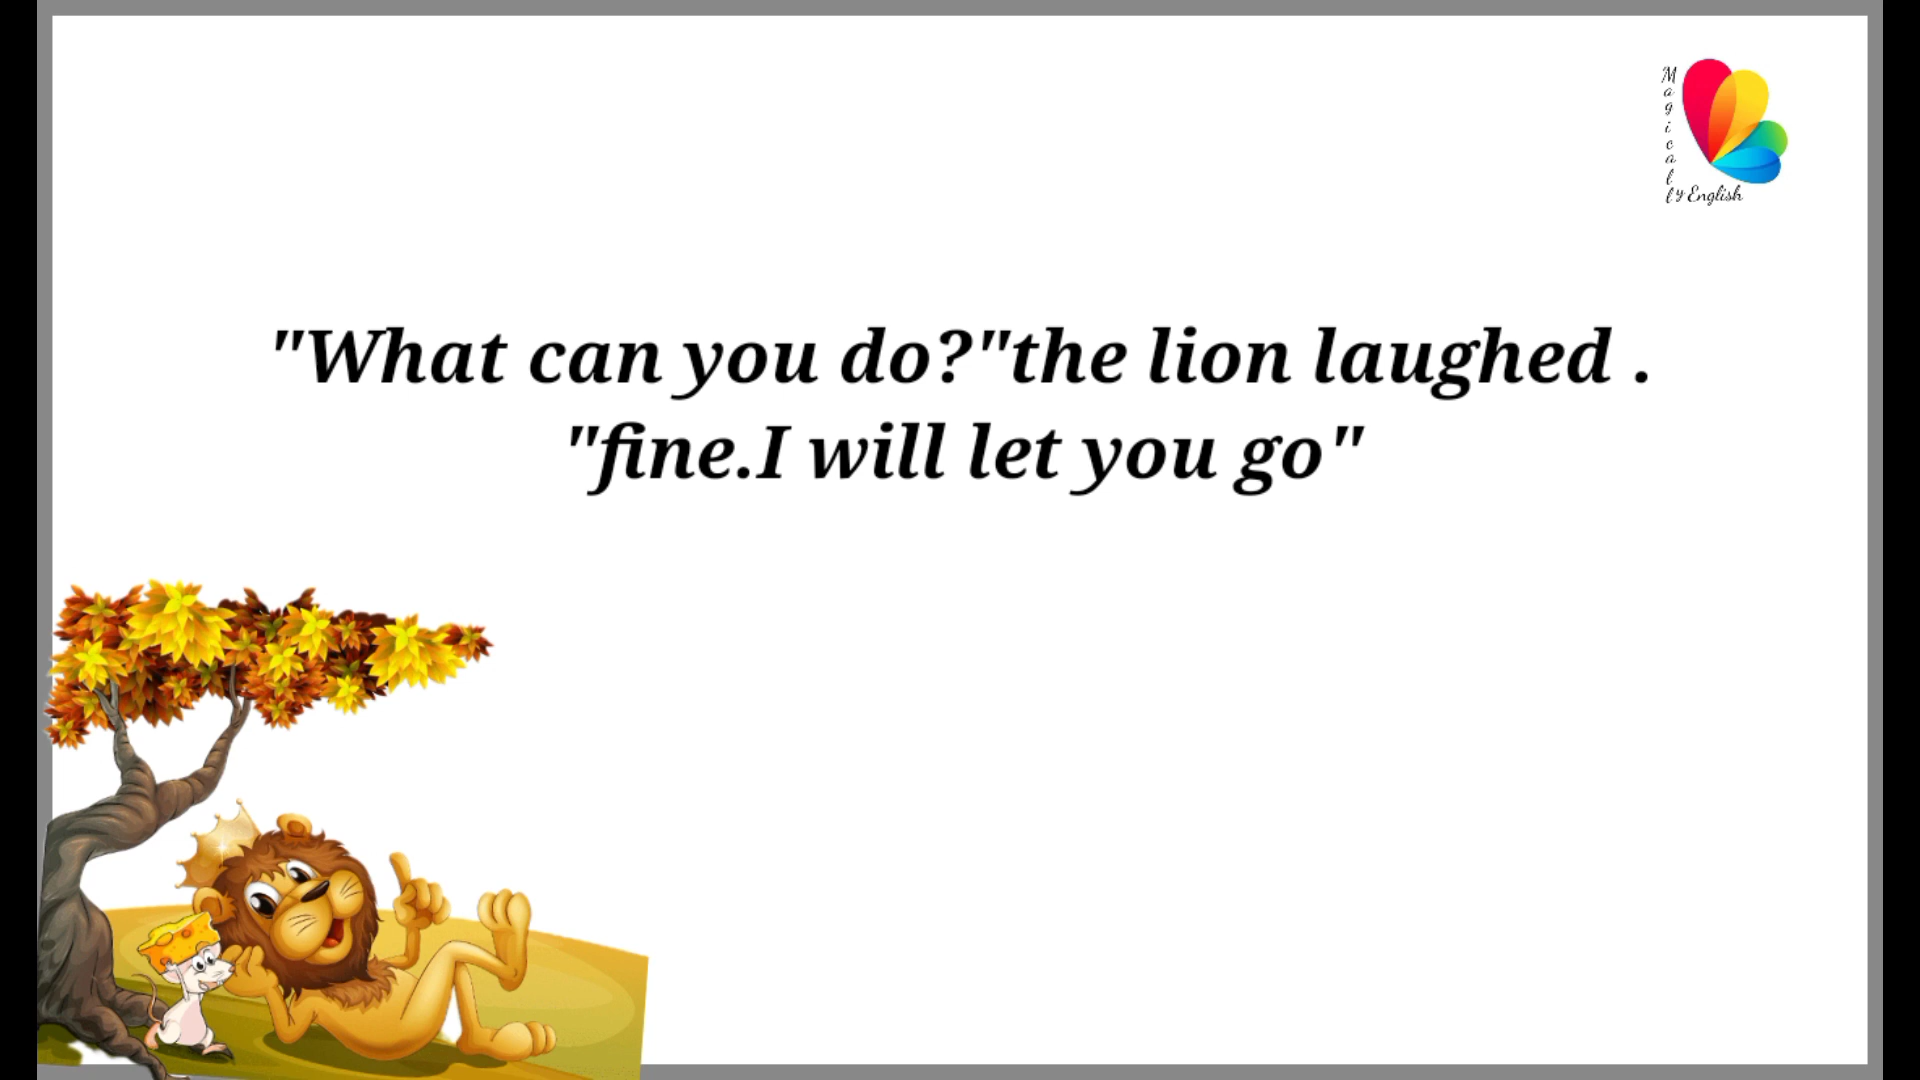 Magically English
"What can you do?"the lion laughed .
"fine.I will let you go"